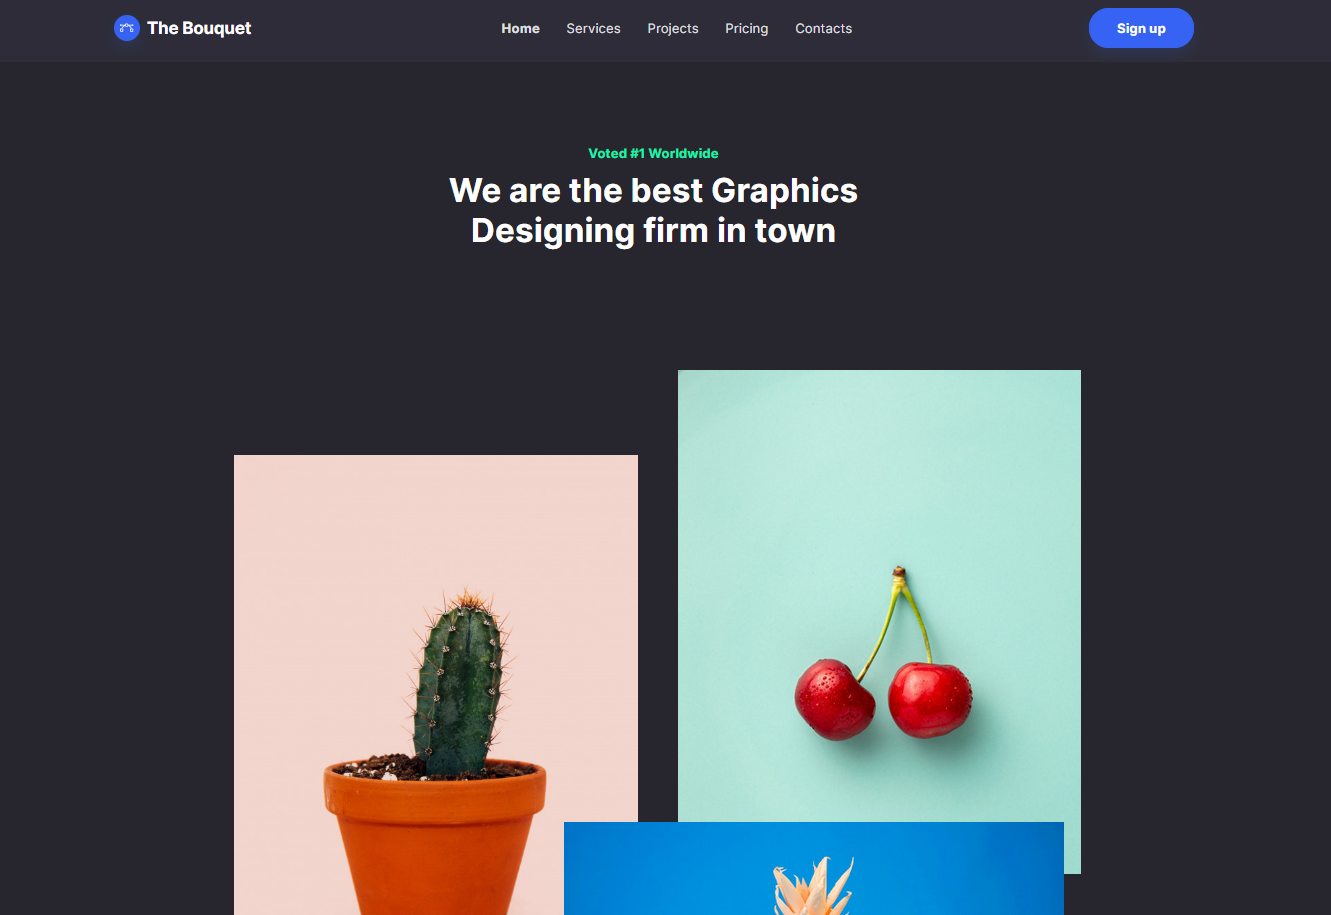 The Bouquet
Home Services Projects Pricing Contacts
Sign up
Voted #1 Worldwide
We are the best Graphics
Designing firm in town